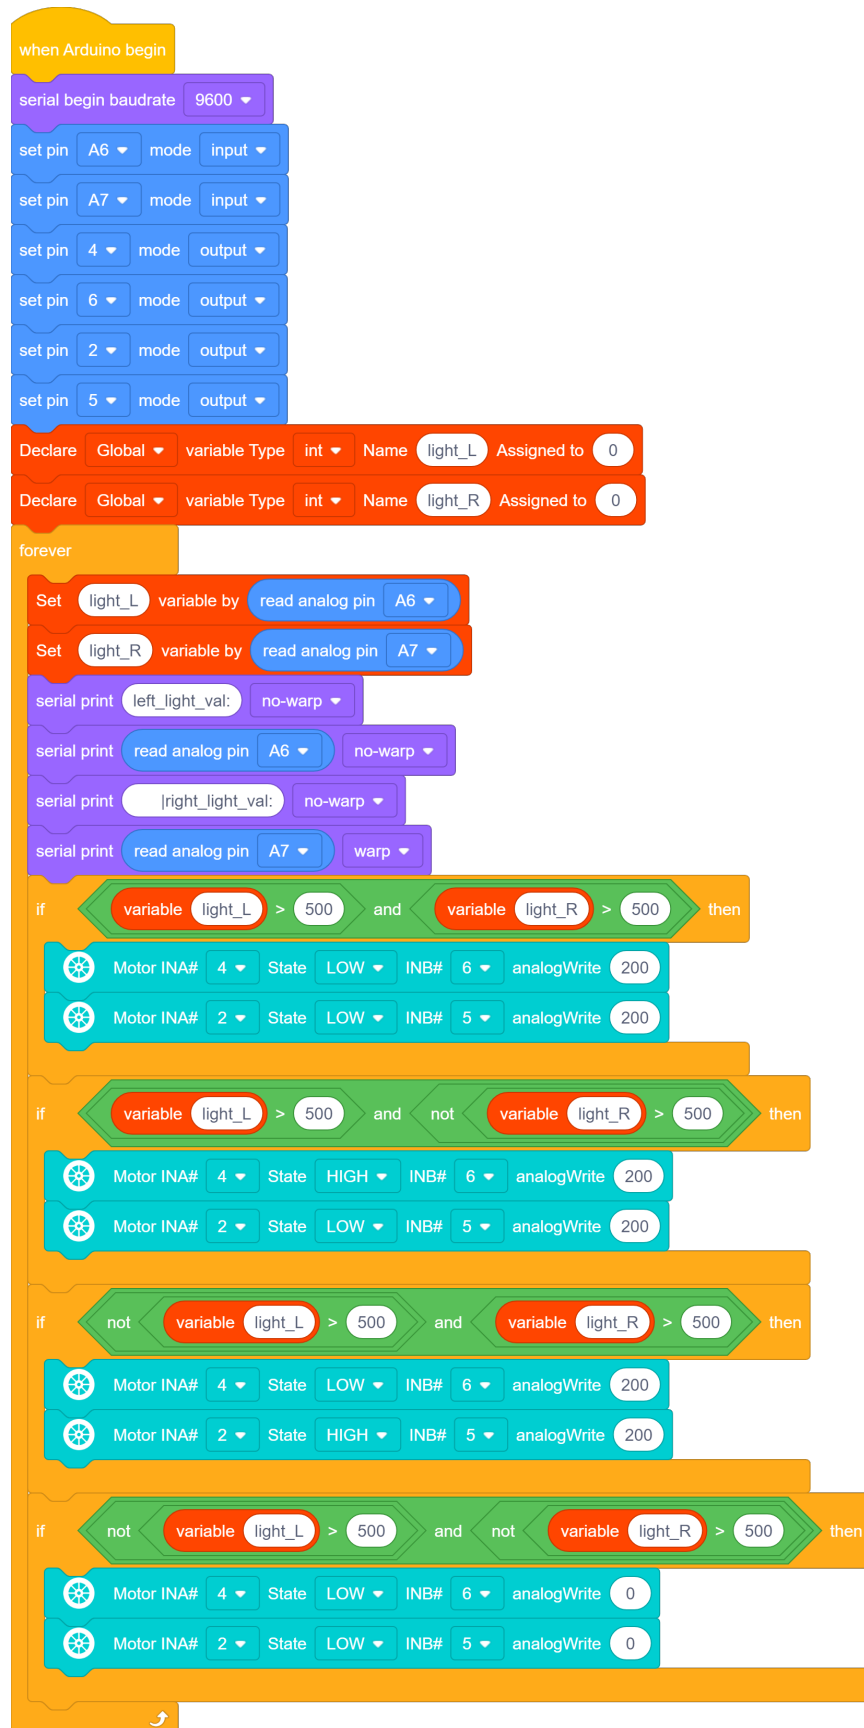 when Arduino begin
serial begin baudrate 9600
set pin A6 mode input
set pin A7 mode input
set pin 4 mode output
set pin 6 mode output
set pin 2 mode output
set pin 5 mode output
Declare Global variable Type int Name light_L Assigned to 0
Declare Global variable Type int Name light_R Assigned to 0
forever
Set light_L variable by read analog pin A6
Set light_R variable by read analog pin A7
serial print left_light_val: no-warp
serial print read analog pin A6 no-warp
serial print |right_light_val: no-warp
serial print read analog pin A7 warp
if variable light_L > 500 and variable light_R > 500 then
Motor INA# 4 State LOW INB# 6 analogWrite 200
Motor INA# 2 State LOW INB# 5 analogWrite 200
if variable light_L > 500 and not variable light_R > 500 then
Motor INA# 4 State HIGH INB# 6 analogWrite 200
Motor INA# 2 State LOW INB# 5 analogWrite 200
if not variable light_L > 500 and variable light_R > 500 then
Motor INA# 4 State LOW INB# 6 analogWrite 200
Motor INA# 2 State HIGH INB# 5 analogWrite 200
if not variable light_L > 500 and not variable light_R > 500 then
Motor INA# 4 State LOW INB# 6 analogWrite 0
Motor INA# 2 State LOW INB# 5 analogWrite 0